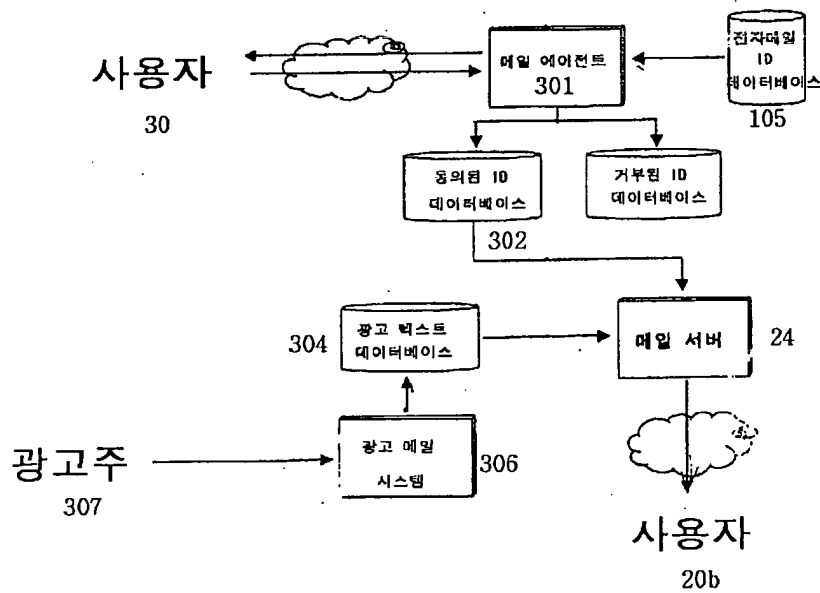 전자메일
ID
데이터베이스
105
메일 에이전트
301
사용자
30
동의된 ID
데이터베이스
302
거부된 ID
데이터베이스
광고 텍스트
데이터베이스
304
메일 서버
24
광고주
307
광고 메일
시스템
306
사용자
20b